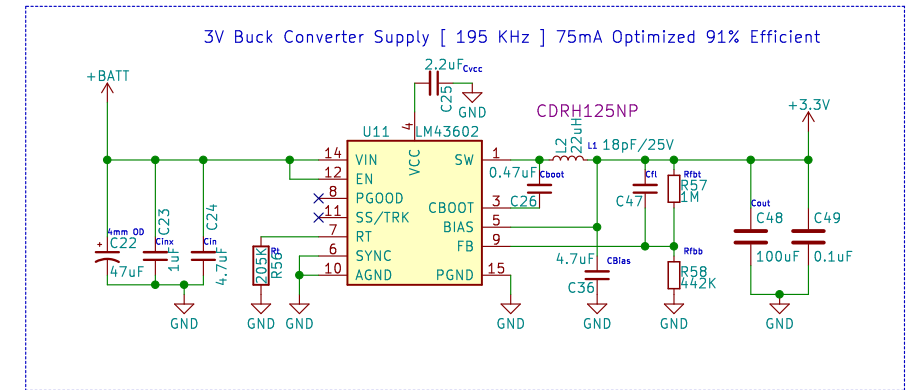 3V Buck Converter Supply [ 195 KHz ] 75mA Optimized 91% Efficient
+BATT
2.2uF
Cvcc
C25
GND
CDRH125NP
+3.3V
U11
LM43602
4
VCC
L2
22uH
L1
18pF/25V
14
VIN
SW
1
12
EN
0.47uF
Cboot
Cfl
Rfbt
R57
1M
8
PGOOD
CBOOT
3
C26
C47
11
SS/TRK
BIAS
5
7
RT
FB
9
6
SYNC
10
AGND
PGND
15
4mm OD
+
C22
47uF
C23
Cinx
1uF
C24
Cin
4.7uF
Rt
205K
R56
4.7uF
CBias
C36
Rfbb
R58
442K
Cout
C48
100uF
C49
0.1uF
GND
GND
GND
GND
GND
GND
GND